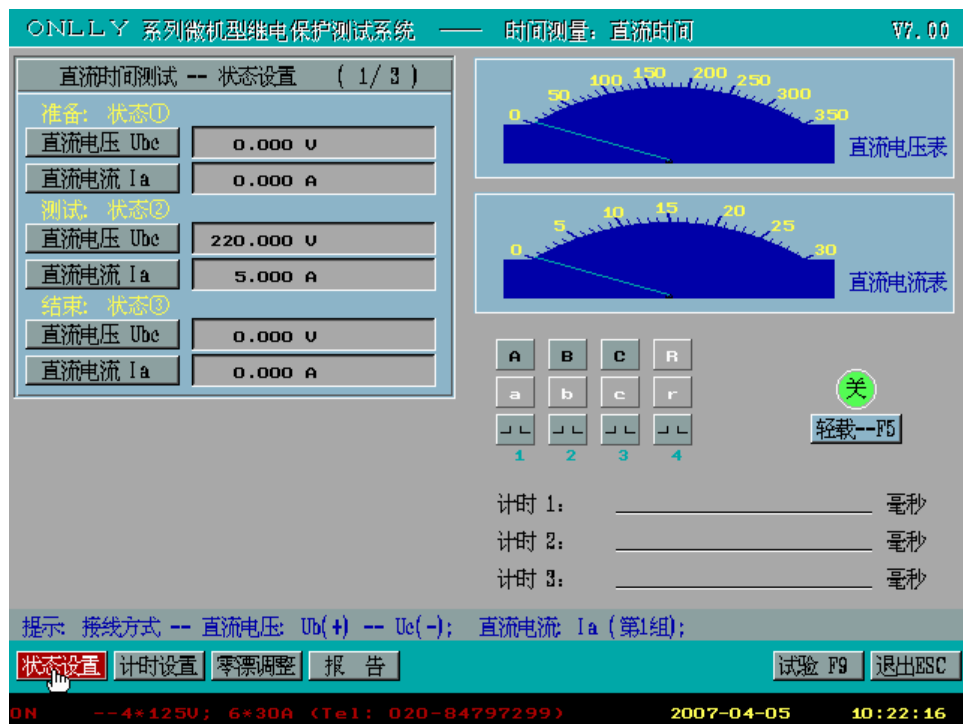 ONLLY 系列微机型继电保护测试系统 —— 时间测量: 直流时间 V7.00
直流时间测试 -- 状态设置 ( 1/ 3 )
准备: 状态①
直流电压 Ubc 0.000 V
直流电流 Ia 0.000 A
测试: 状态②
直流电压 Ubc 220.000 V
直流电流 Ia 5.000 A
结束: 状态③
直流电压 Ubc 0.000 V
直流电流 Ia 0.000 A
0 50 100 150 200 250 300 350
直流电压表
0 5 10 15 20 25 30
直流电流表
A B C R
a b c r
1 2 3 4
关
轻载--F5
计时 1: 毫秒
计时 2: 毫秒
计时 3: 毫秒
提示: 接线方式 -- 直流电压: Ub(+) -- Uc(-); 直流电流: Ia (第1组);
状态设置 计时设置 零漂调整 报 告 试验 F9 退出ESC
ON --4*125V; 6*30A (Tel: 020-84797299) 2007-04-05 10:22:16